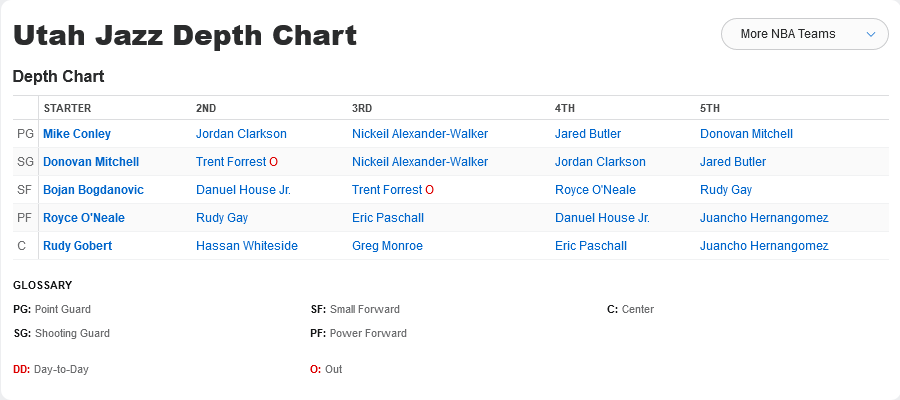 Utah Jazz Depth Chart
More NBA Teams
Depth Chart
STARTER 2ND 3RD 4TH 5TH
PG Mike Conley Jordan Clarkson Nickeil Alexander-Walker Jared Butler Donovan Mitchell
SG Donovan Mitchell Trent Forrest O Nickeil Alexander-Walker Jordan Clarkson Jared Butler
SF Bojan Bogdanovic Danuel House Jr. Trent Forrest O Royce O'Neale Rudy Gay
PF Royce O'Neale Rudy Gay Eric Paschall Danuel House Jr. Juancho Hernangomez
C Rudy Gobert Hassan Whiteside Greg Monroe Eric Paschall Juancho Hernangomez
GLOSSARY
PG: Point Guard SF: Small Forward C: Center
SG: Shooting Guard PF: Power Forward
DD: Day-to-Day O: Out